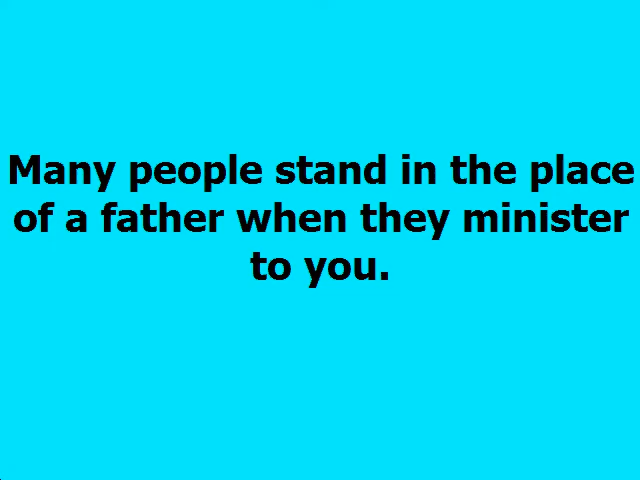 Many people stand in the place
of a father when they minister
to you.